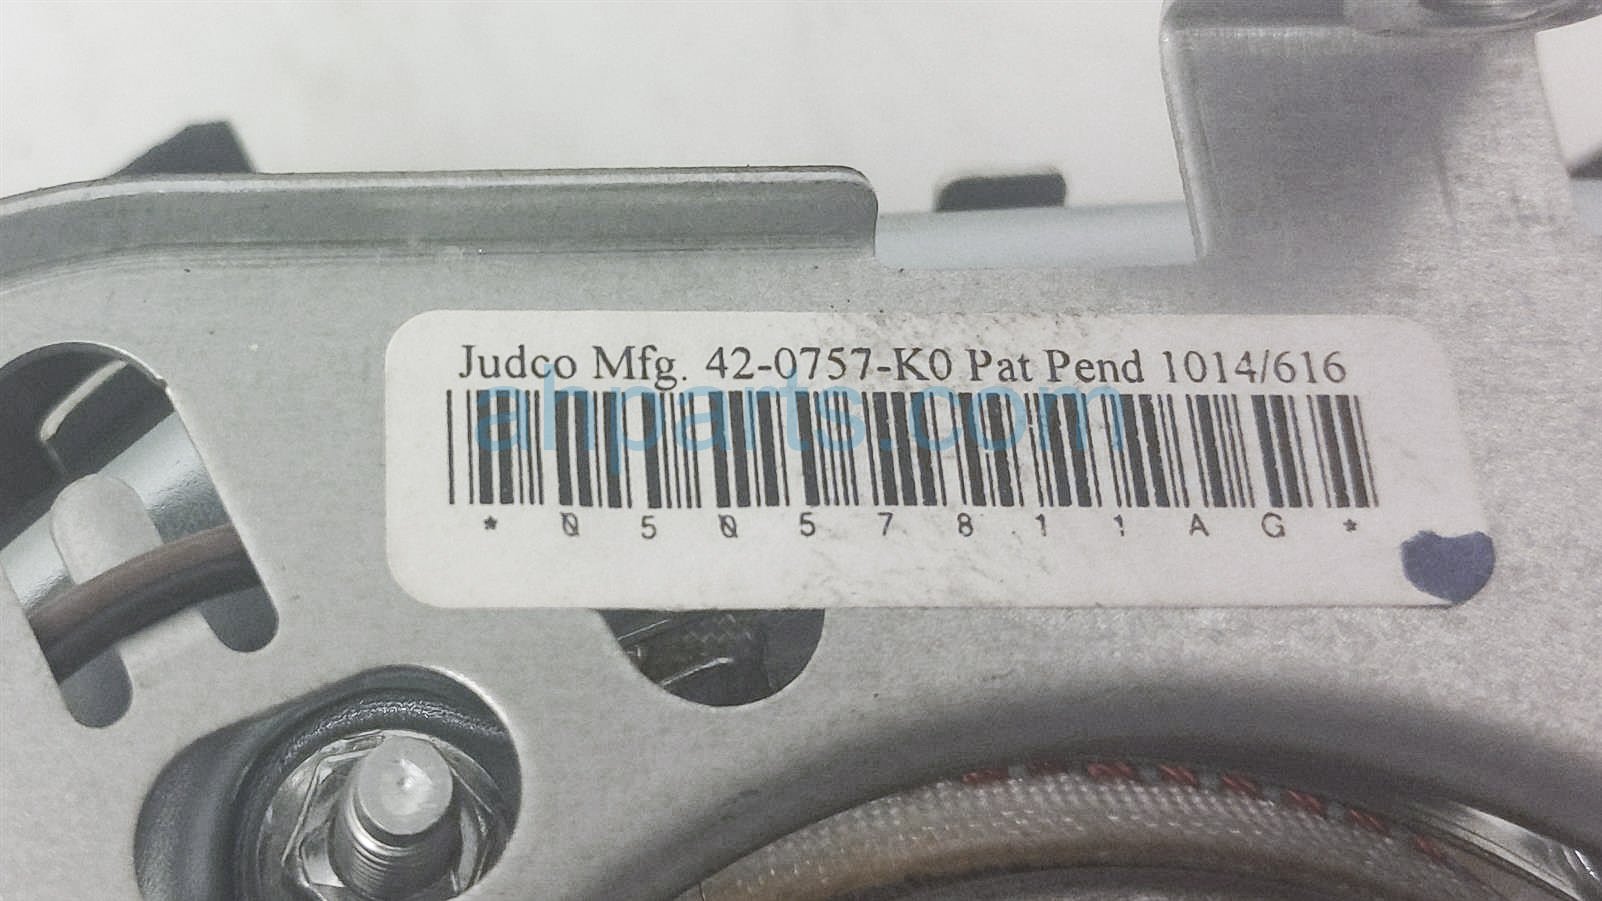 Judco Mfg. 42-0757-K0 Pat Pend 1014/616
ahparts.com
*05057811AG*